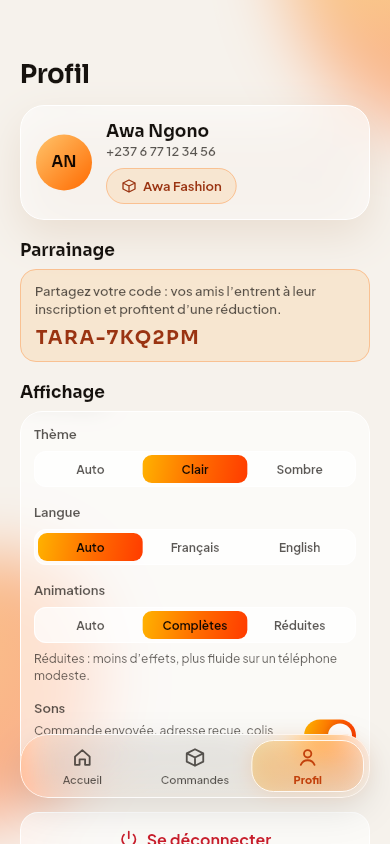 Profil
AN
Awa Ngono
+237 6 77 12 34 56
Awa Fashion
Parrainage
Partagez votre code : vos amis l'entrent à leur
inscription et profitent d'une réduction.
TARA-7KQ2PM
Affichage
Thème
Auto Clair Sombre
Langue
Auto Français English
Animations
Auto Complètes Réduites
Réduites : moins d'effets, plus fluide sur un téléphone
modeste.
Sons
Commande envoyée, adresse reçue, colis
Accueil Commandes Profil
Se déconnecter